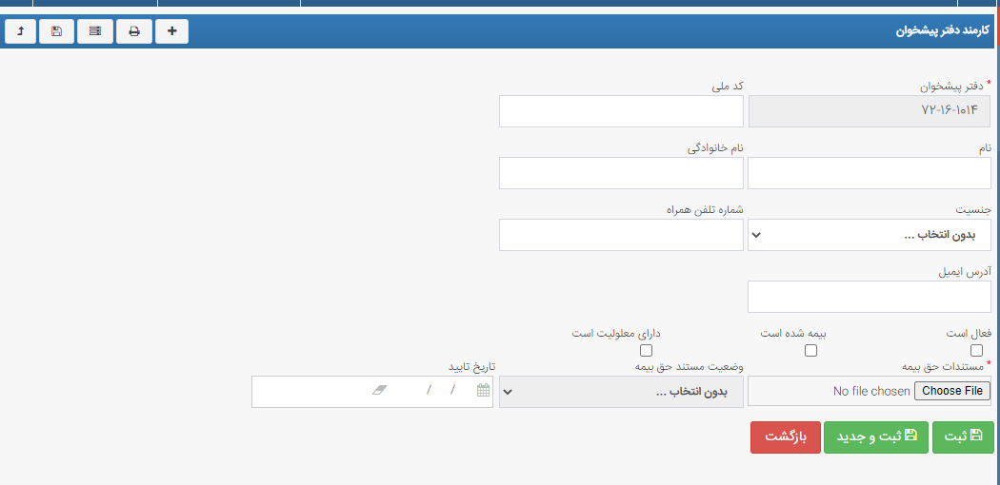 کارمند دفتر پیشخوان
* دفتر پیشخوان
کد ملی
۷۲-۱۶-۱۰۱۴
نام
نام خانوادگی
جنسیت
شماره تلفن همراه
بدون انتخاب ...
آدرس ایمیل
فعال است
بیمه شده است
دارای معلولیت است
* مستندات حق بیمه
وضعیت مستند حق بیمه
تاریخ تایید
Choose File No file chosen
بدون انتخاب ...
/ /
ثبت
ثبت و جدید
بازگشت